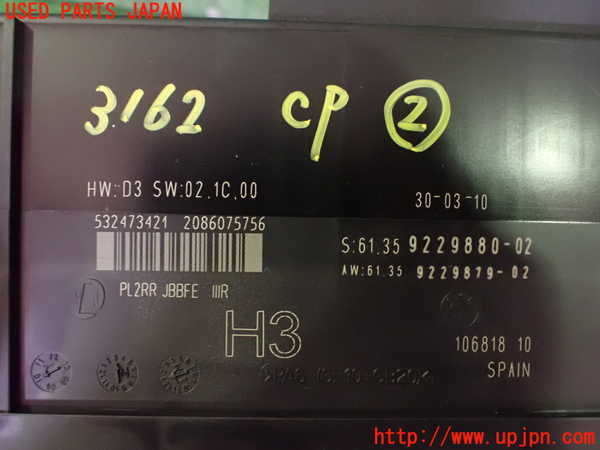 USED PARTS JAPAN
3162 CP 2
HW:D3 SW:02.1C.00
30-03-10
532473421 2086075756
S:61.35 9229880-02
AW:61.35 9229879-02
PL2RR JBBFE IIIR
H3
106818 10
SPAIN
http://www.upjpn.com/